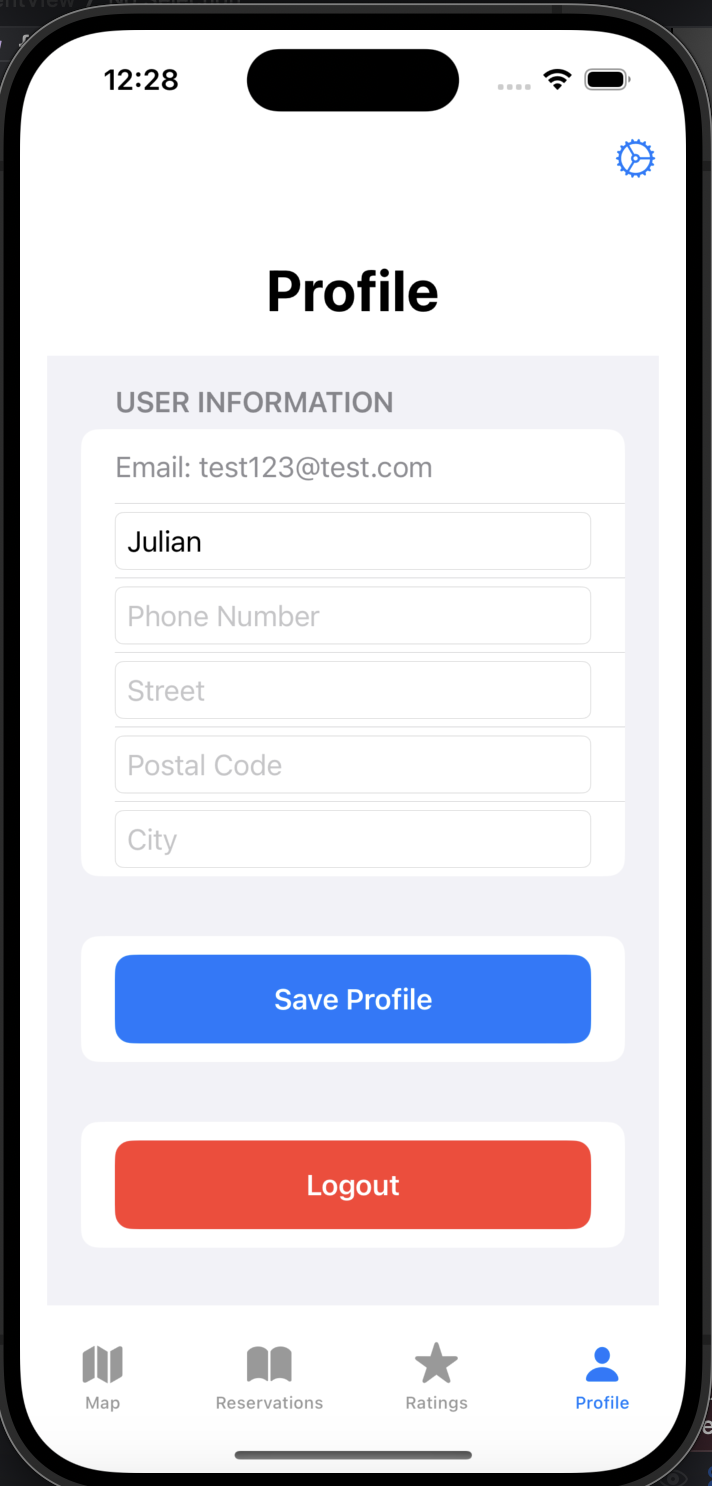 12:28
Profile
USER INFORMATION
Email: test123@test.com
Julian
Phone Number
Street
Postal Code
City
Save Profile
Logout
Map
Reservations
Ratings
Profile